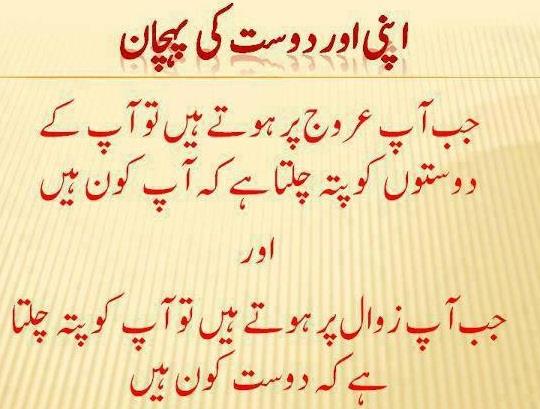 اپنی اور دوست کی پہچان
جب آپ عروج پر ہوتے ہیں تو آپ کے
دوستوں کو پتہ چلتا ہے کہ آپ کون ہیں
اور
جب آپ زوال پر ہوتے ہیں تو آپ کو پتہ چلتا
ہے کہ دوست کون ہیں